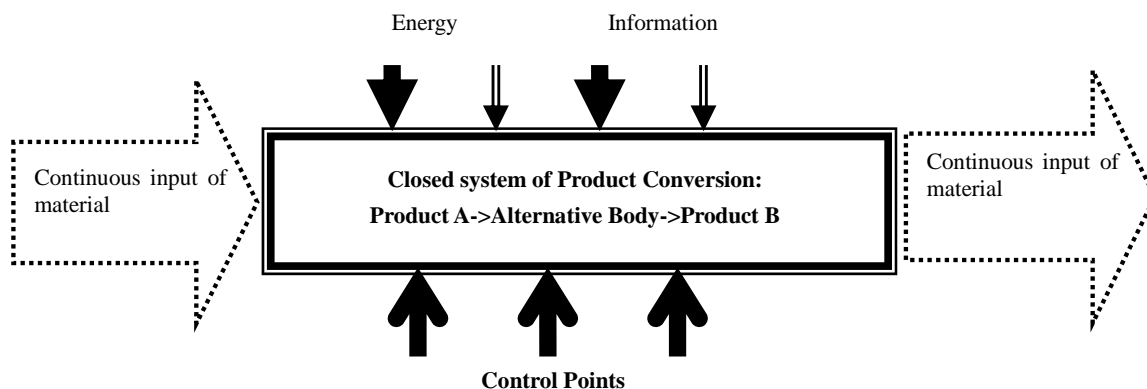 Energy
Information
Continuous input of
material
Closed system of Product Conversion:
Product A->Alternative Body->Product B
Continuous input of
material
Control Points